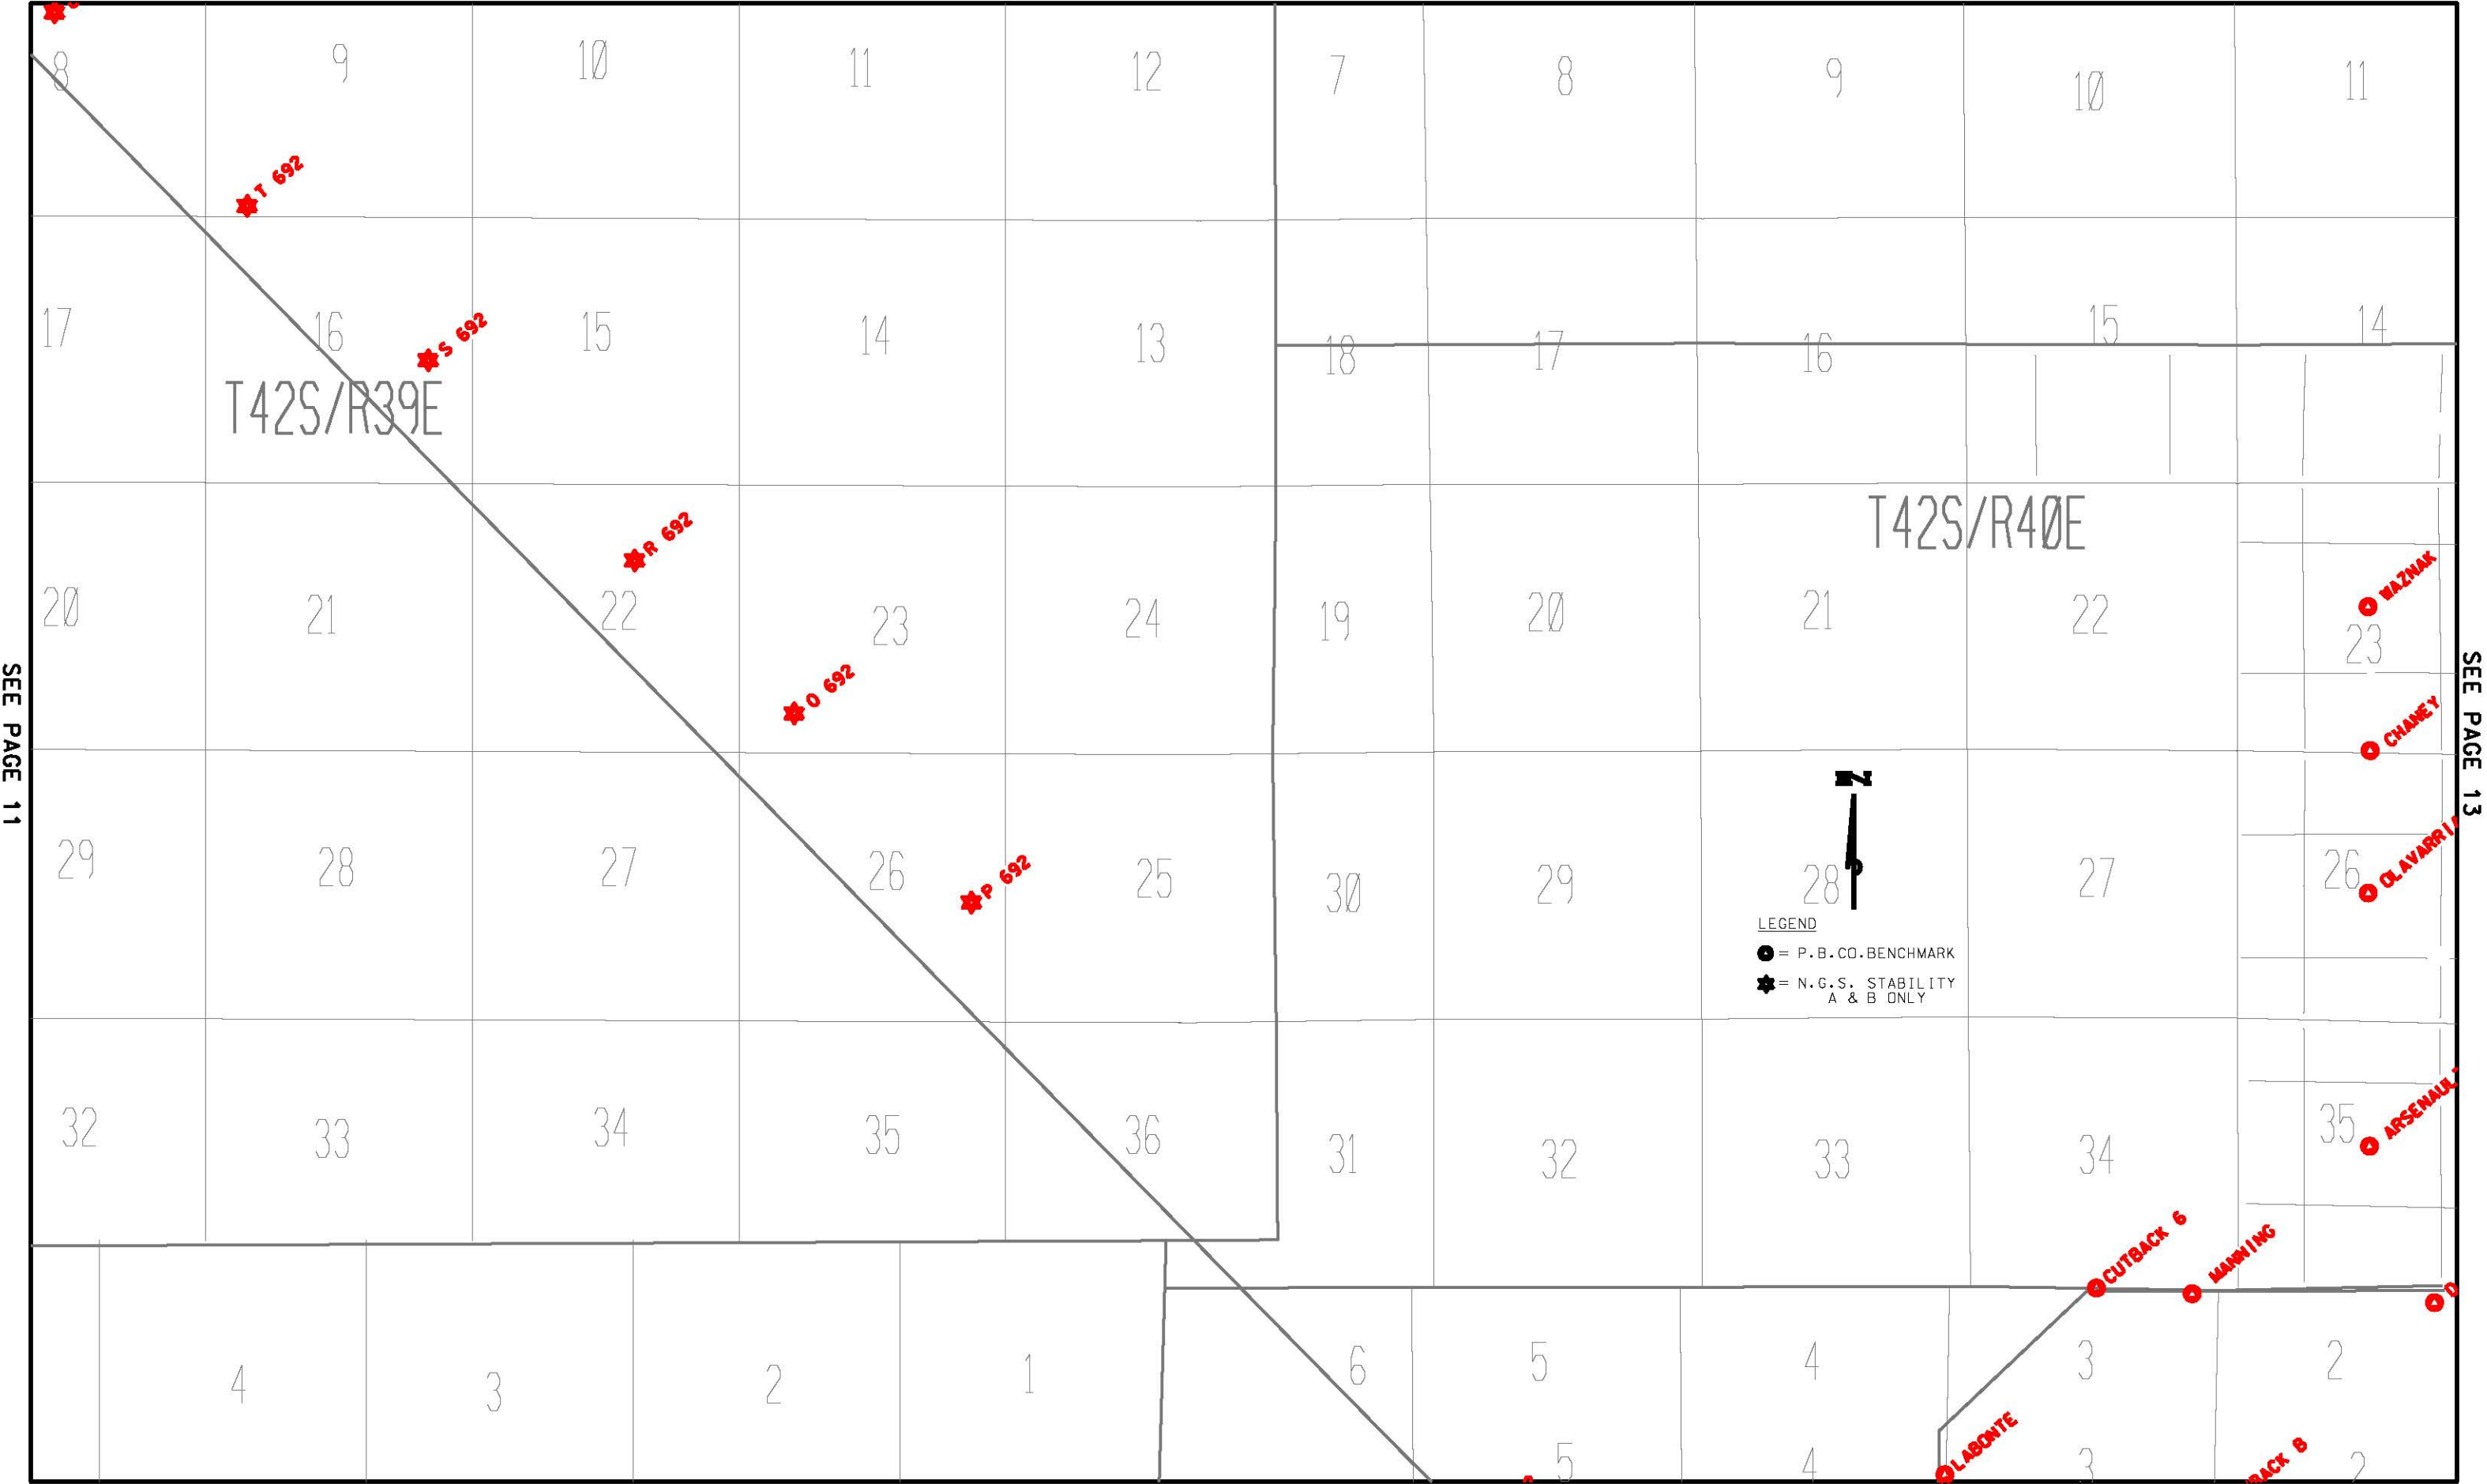 8 9 10 11 12 7 8 9 10 11
T 692
17 16 15 14 13 18 17 16 15 14
S 692
T42S/R39E
T42S/R40E
R 692
WAZNAK
20 21 22 23 24 19 20 21 22 23
O 692
CHANEY
SEE PAGE 11
SEE PAGE 13
N
29 28 27 26 25 30 29 28 27 26
P 692
OLAVARRIA
LEGEND
= P.B.CO.BENCHMARK
= N.G.S. STABILITY
A & B ONLY
32 33 34 35 36 31 32 33 34 35
ARSENAULT
CUTBACK 6
MANNING
D
4 3 2 1 6 5 4 3 2
LABONTE
BACK 8
5 4 3 2